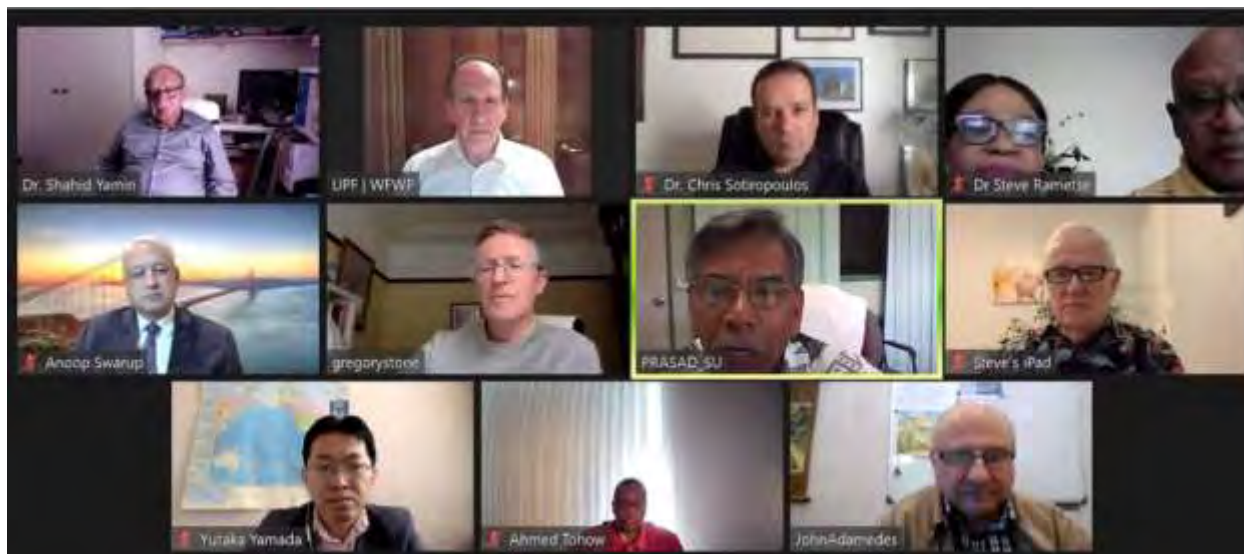 Dr. Shahid Yamin
UPF | WFWP
Dr. Chris Sotiropoulos
Dr Steve Rametse
Anoop Swarup
gregorystone
PRASAD_SU
Steve's iPad
Yutaka Yamada
Ahmed Tohow
JohnAdamedes